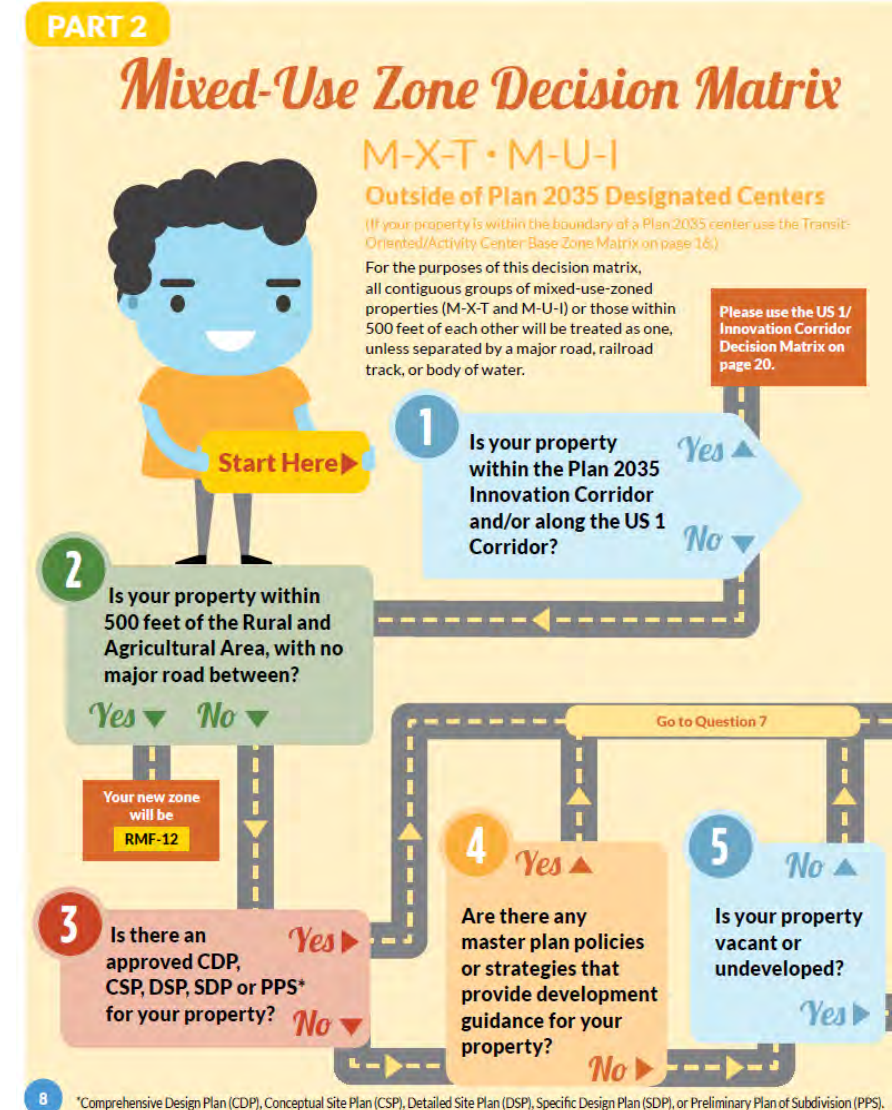 PART 2
Mixed-Use Zone Decision Matrix
M-X-T • M-U-I
Outside of Plan 2035 Designated Centers
(If your property is within the boundary of a Plan 2035 center use the Transit-
Oriented/Activity Center Base Zone Matrix on page 16.)
For the purposes of this decision matrix,
all contiguous groups of mixed-use-zoned
properties (M-X-T and M-U-I) or those within
500 feet of each other will be treated as one,
unless separated by a major road, railroad
track, or body of water.
Please use the US 1/
Innovation Corridor
Decision Matrix on
page 20.
Start Here
1
Is your property
within the Plan 2035
Innovation Corridor
and/or along the US 1
Corridor?
Yes
No
2
Is your property within
500 feet of the Rural and
Agricultural Area, with no
major road between?
Yes No
Your new zone
will be
RMF-12
Go to Question 7
3
Is there an
approved CDP,
CSP, DSP, SDP or PPS*
for your property?
Yes
No
4
Yes
Are there any
master plan policies
or strategies that
provide development
guidance for your
property?
No
5
No
Is your property
vacant or
undeveloped?
Yes
8
*Comprehensive Design Plan (CDP), Conceptual Site Plan (CSP), Detailed Site Plan (DSP), Specific Design Plan (SDP), or Preliminary Plan of Subdivision (PPS).